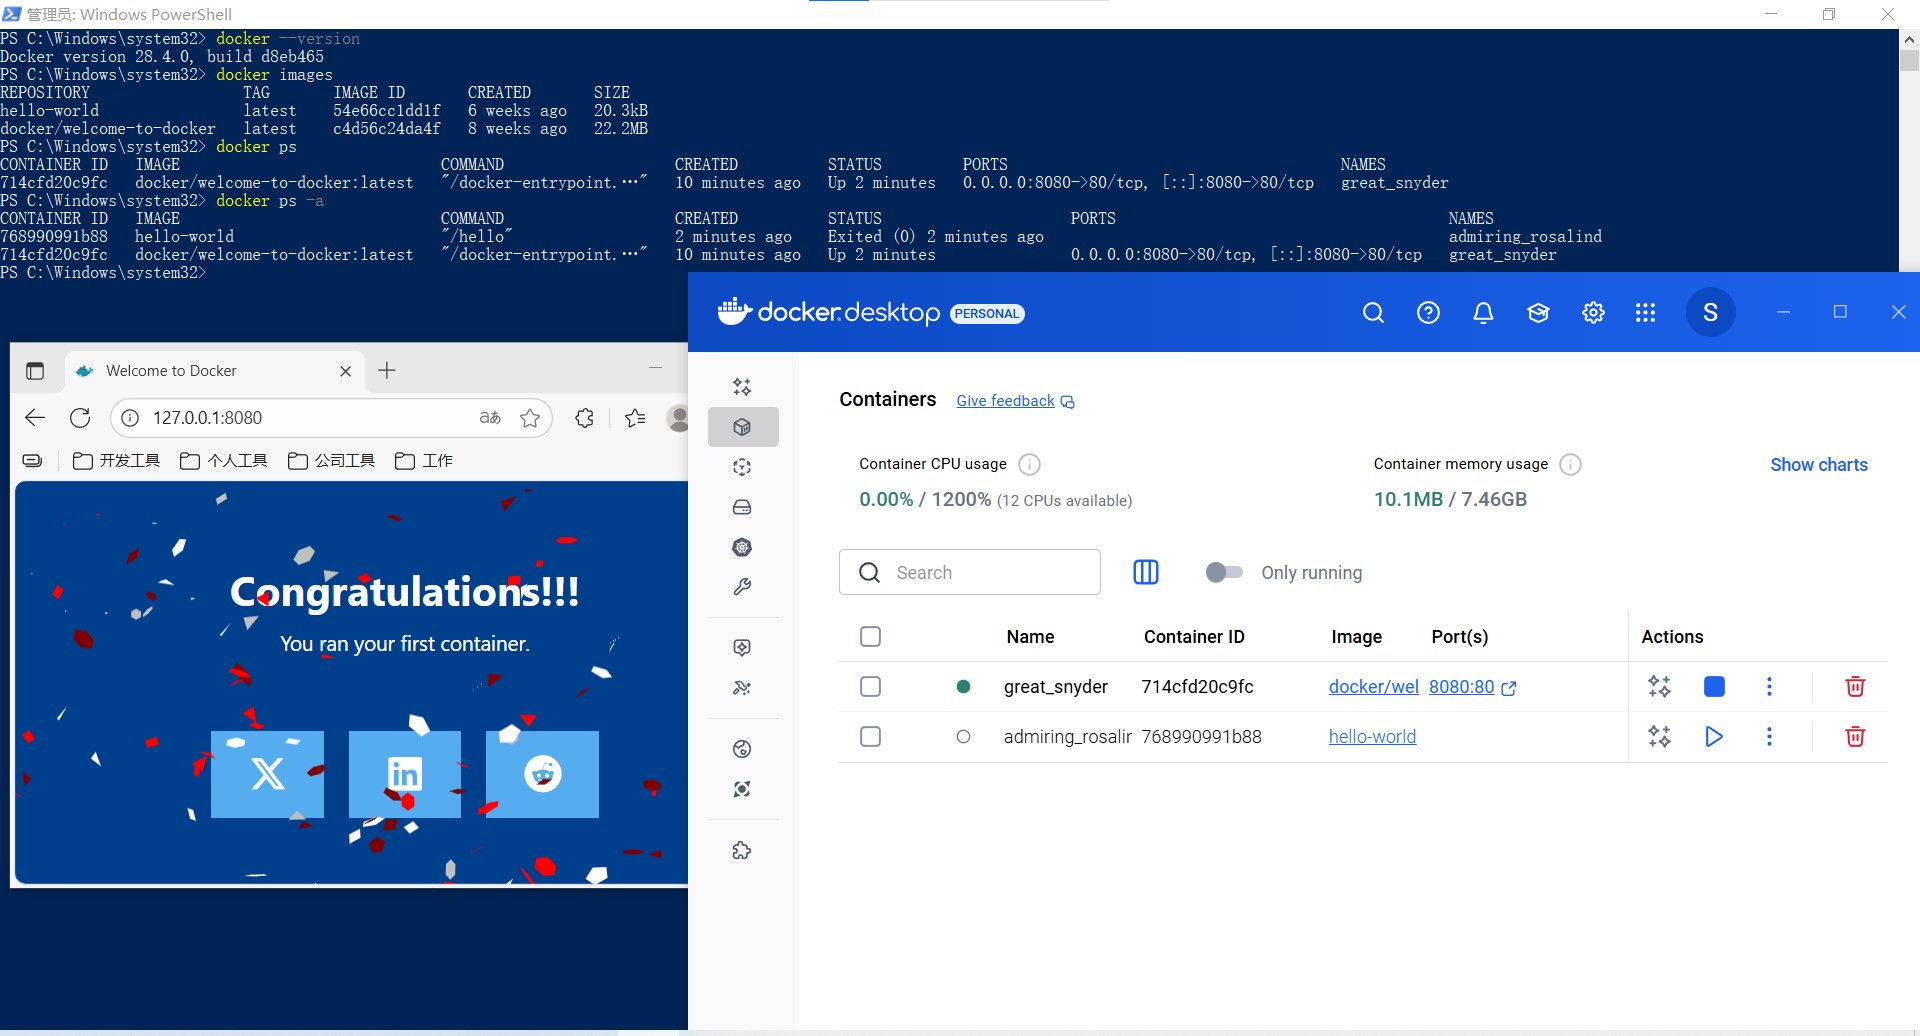 管理员: Windows PowerShell
PS C:\Windows\system32> docker --version
Docker version 28.4.0, build d8eb465
PS C:\Windows\system32> docker images
REPOSITORY TAG IMAGE ID CREATED SIZE
hello-world latest 54e66cc1dd1f 6 weeks ago 20.3kB
docker/welcome-to-docker latest c4d56c24da4f 8 weeks ago 22.2MB
PS C:\Windows\system32> docker ps
CONTAINER ID IMAGE COMMAND CREATED STATUS PORTS NAMES
714cfd20c9fc docker/welcome-to-docker:latest "/docker-entrypoint.…" 10 minutes ago Up 2 minutes 0.0.0.0:8080->80/tcp, [::]:8080->80/tcp great_snyder
PS C:\Windows\system32> docker ps -a
CONTAINER ID IMAGE COMMAND CREATED STATUS PORTS NAMES
768990991b88 hello-world "/hello" 2 minutes ago Exited (0) 2 minutes ago admiring_rosalind
714cfd20c9fc docker/welcome-to-docker:latest "/docker-entrypoint.…" 10 minutes ago Up 2 minutes 0.0.0.0:8080->80/tcp, [::]:8080->80/tcp great_snyder
PS C:\Windows\system32>
Welcome to Docker
127.0.0.1:8080 aあ
开发工具 个人工具 公司工具 工作
Congratulations!!!
You ran your first container.
X in
docker.desktop PERSONAL S
Containers Give feedback
Container CPU usage
0.00% / 1200% (12 CPUs available)
Container memory usage
10.1MB / 7.46GB
Show charts
Search Only running
Name Container ID Image Port(s) Actions
great_snyder 714cfd20c9fc docker/wel 8080:80
admiring_rosalir 768990991b88 hello-world